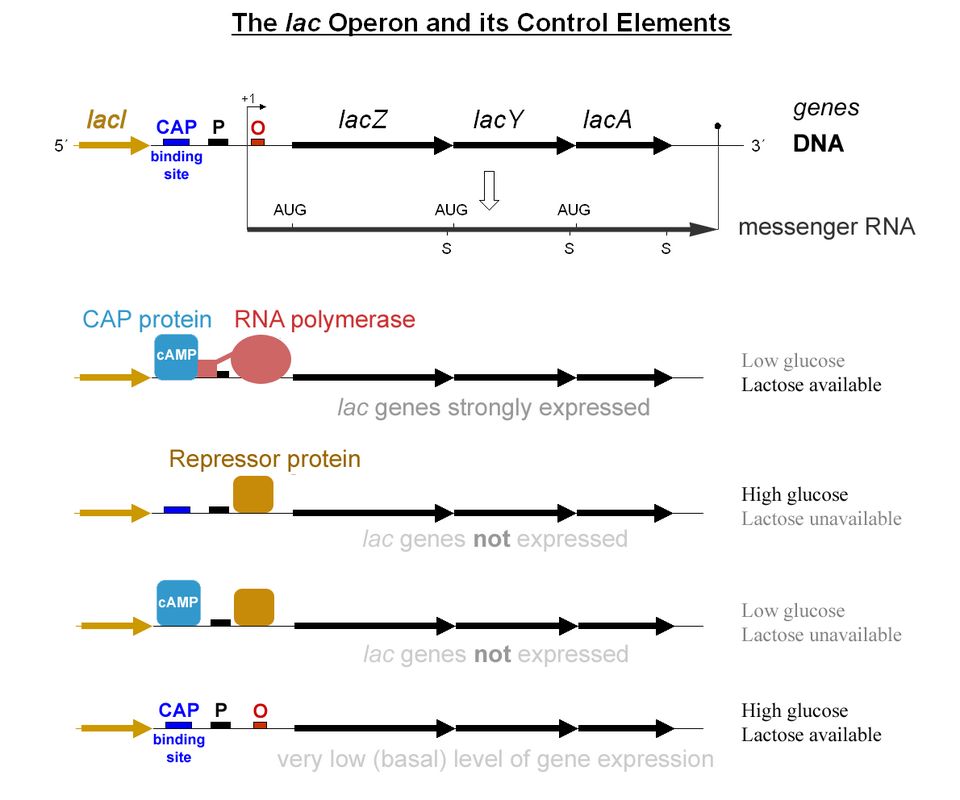 The lac Operon and its Control Elements
+1
lacI
CAP
P
O
lacZ
lacY
lacA
genes
5´
3´
DNA
binding
site
AUG
AUG
AUG
messenger RNA
S
S
S
CAP protein
RNA polymerase
cAMP
Low glucose
Lactose available
lac genes strongly expressed
Repressor protein
High glucose
Lactose unavailable
lac genes not expressed
cAMP
Low glucose
Lactose unavailable
lac genes not expressed
CAP
P
O
High glucose
Lactose available
binding
site
very low (basal) level of gene expression